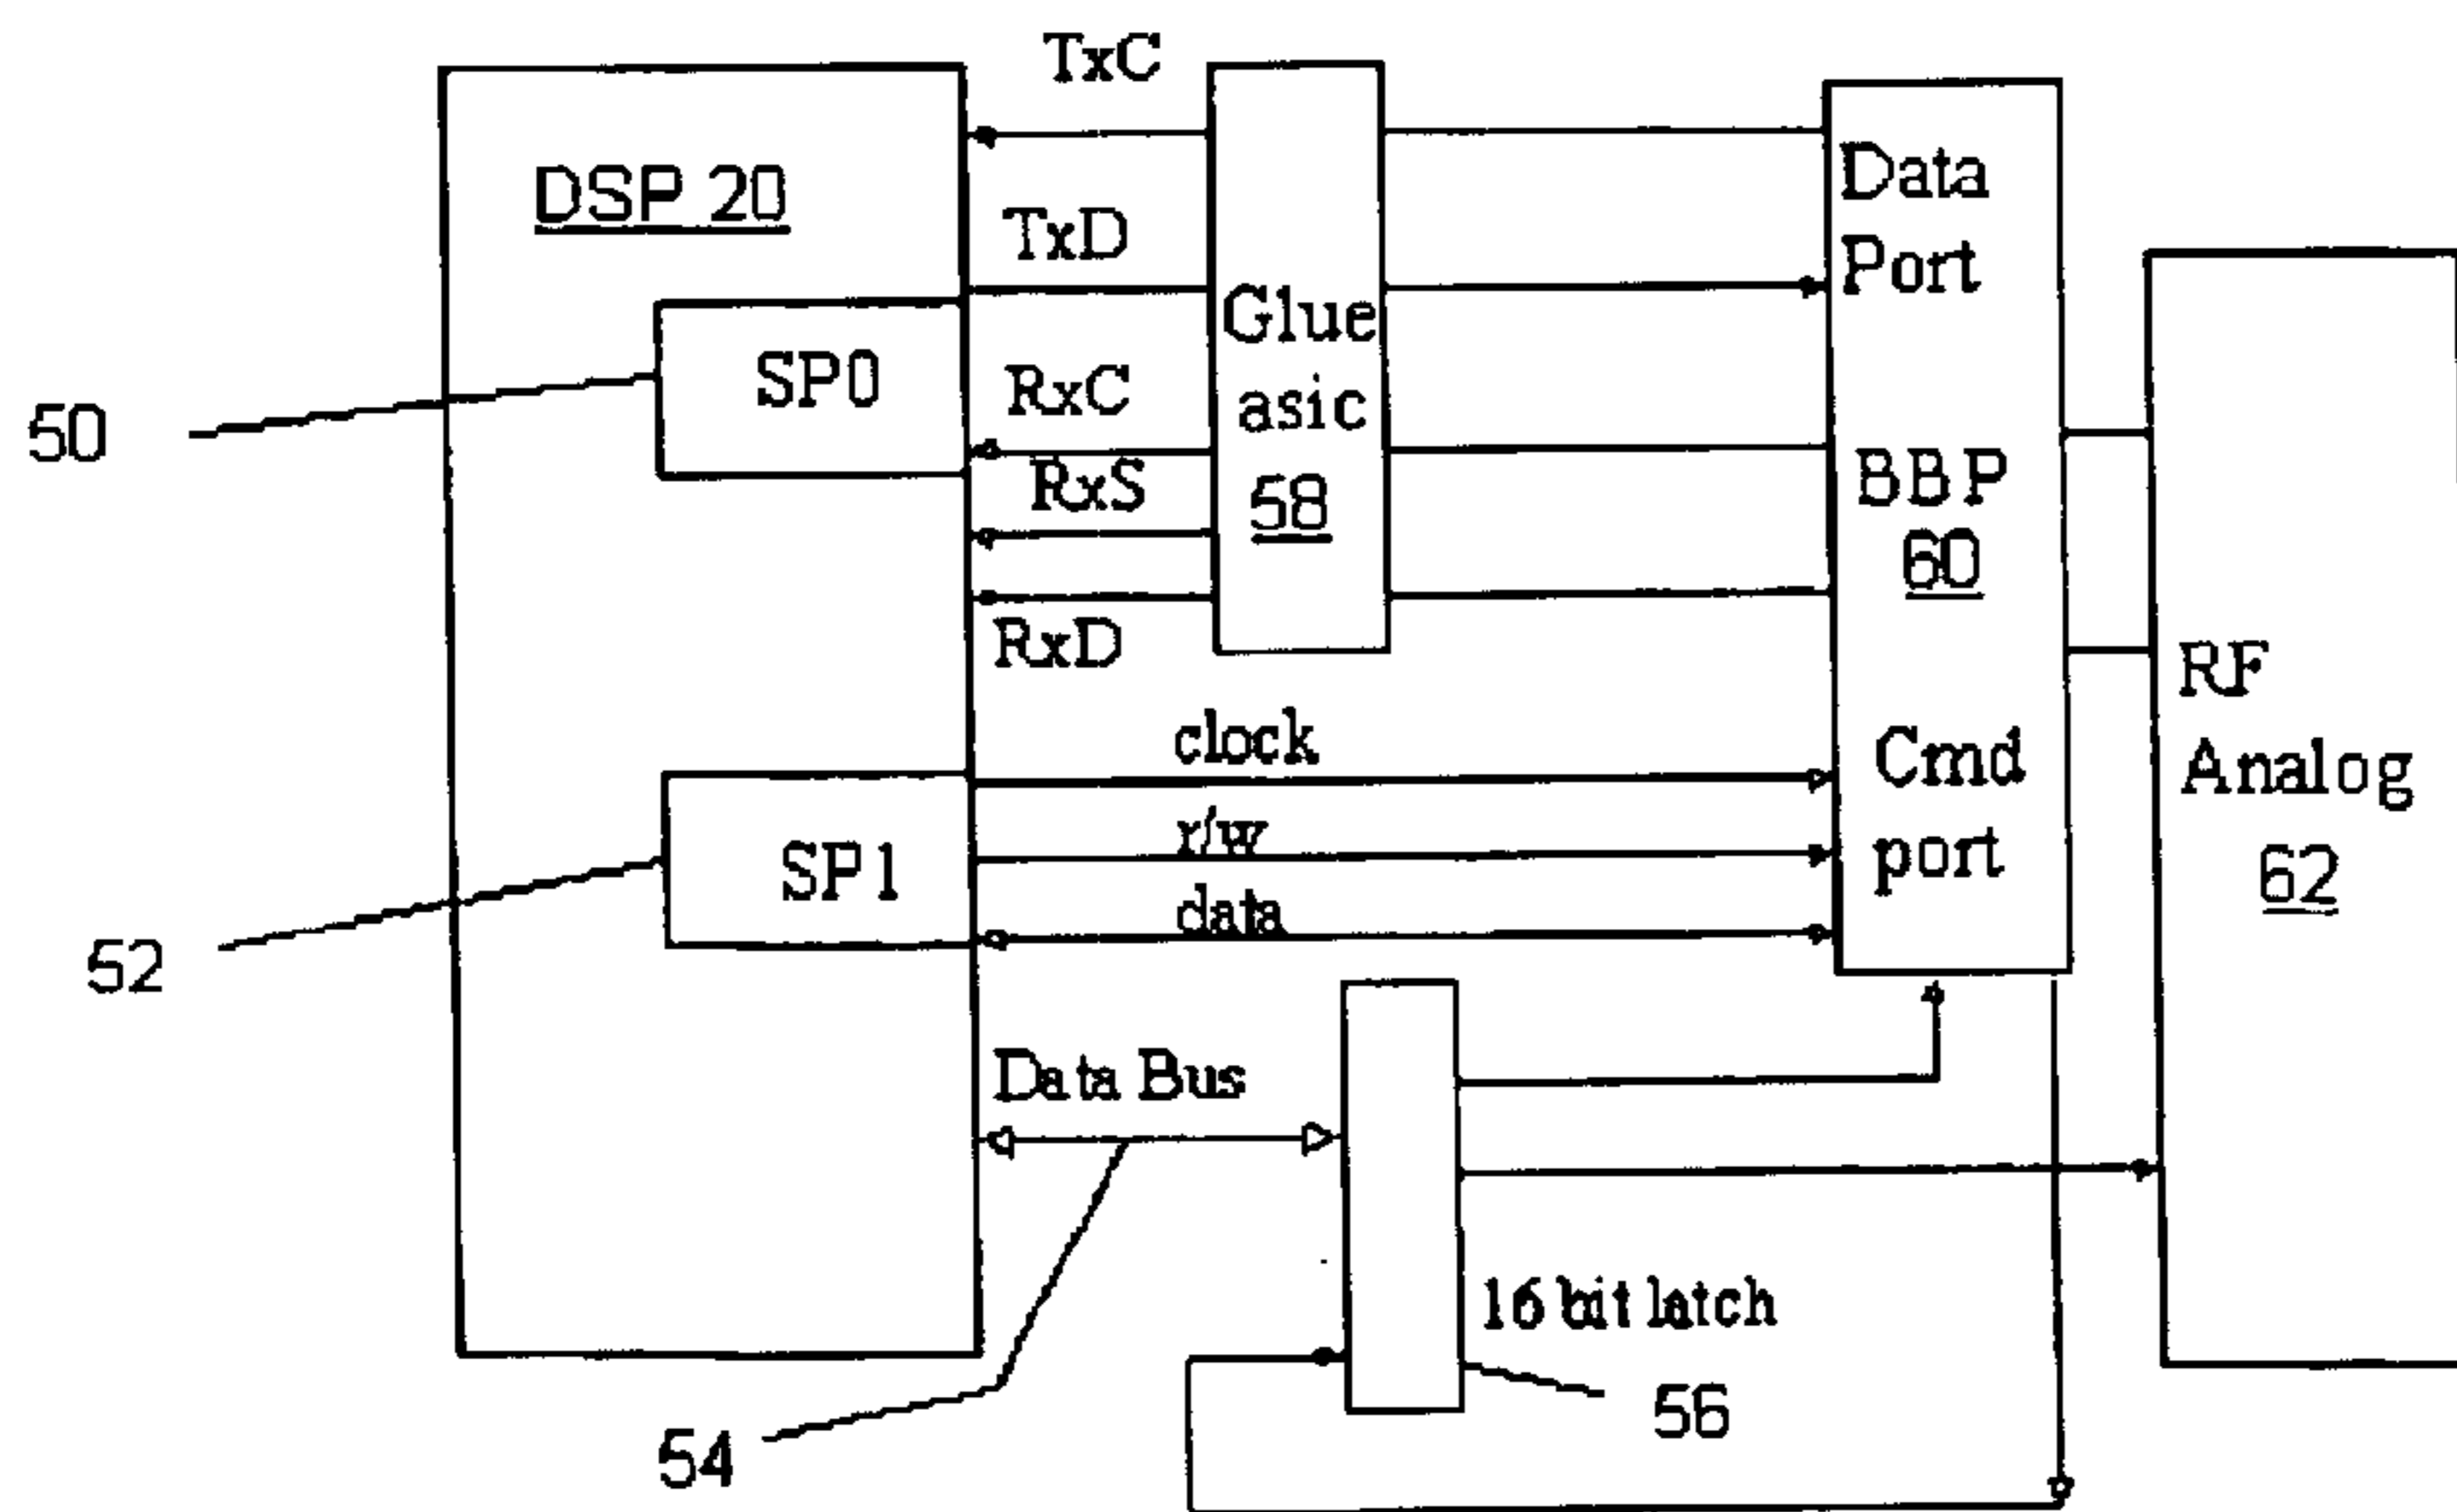 TxC
DSP 20
TxD
SP0
RxC
RxS
RxD
50
Glue
asic
58
Data
Port
BBP
60
Cmd
port
RF
Analog
62
clock
r/w
data
SP1
52
Data Bus
16 bit latch
56
54